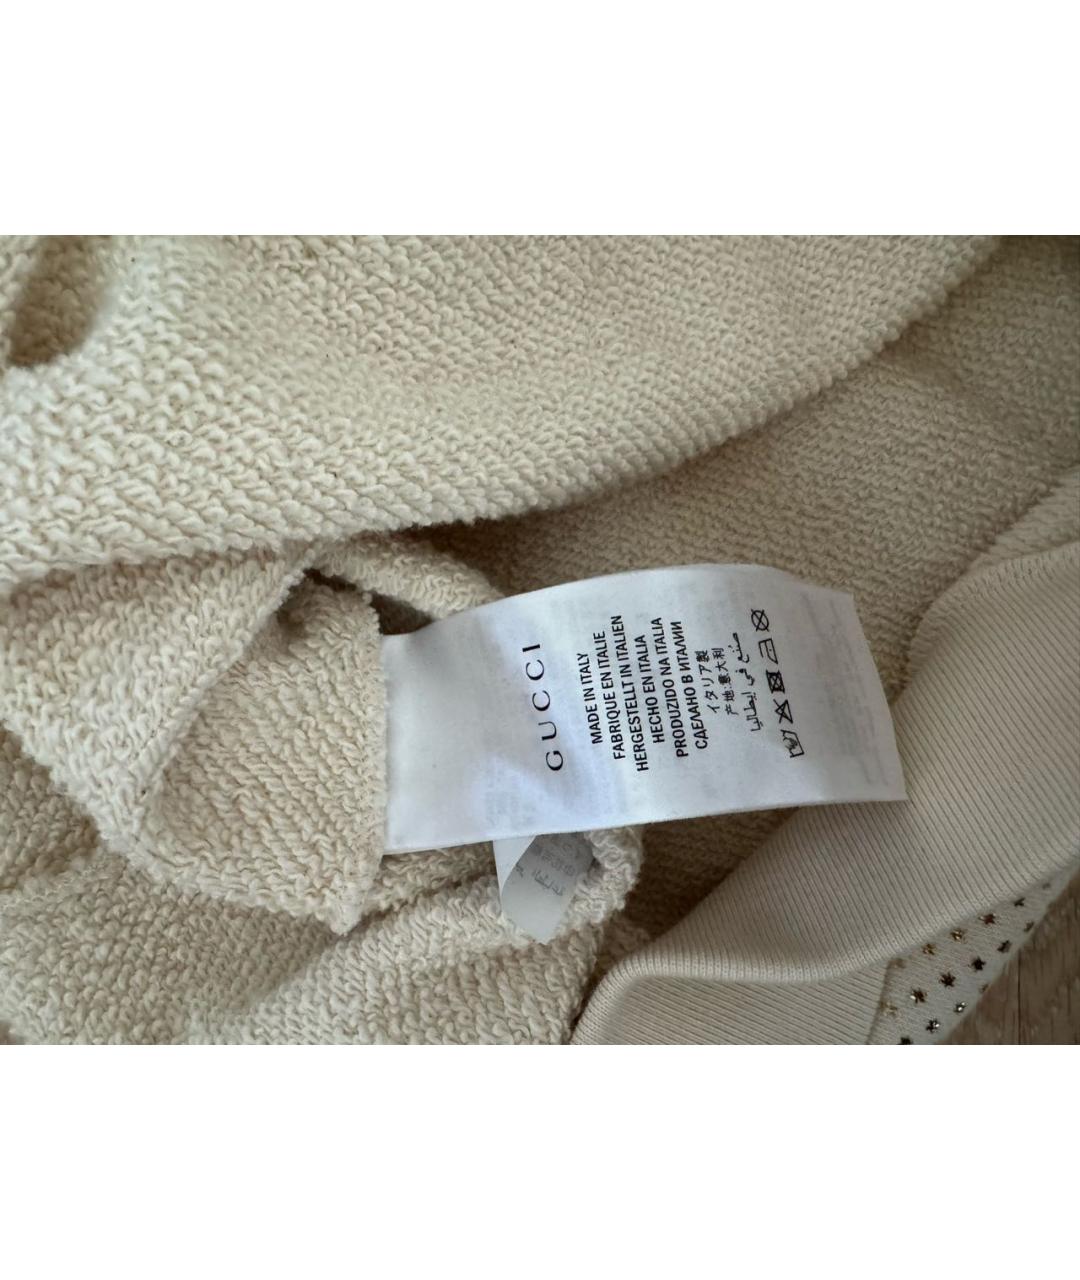 GUCCI
MADE IN ITALY
FABRIQUE EN ITALIE
HERGESTELLT IN ITALIEN
HECHO EN ITALIA
PRODUZIDO NA ITALIA
СДЕЛАНО В ИТАЛИИ
イタリア製
产地:意大利
صنع في إيطاليا